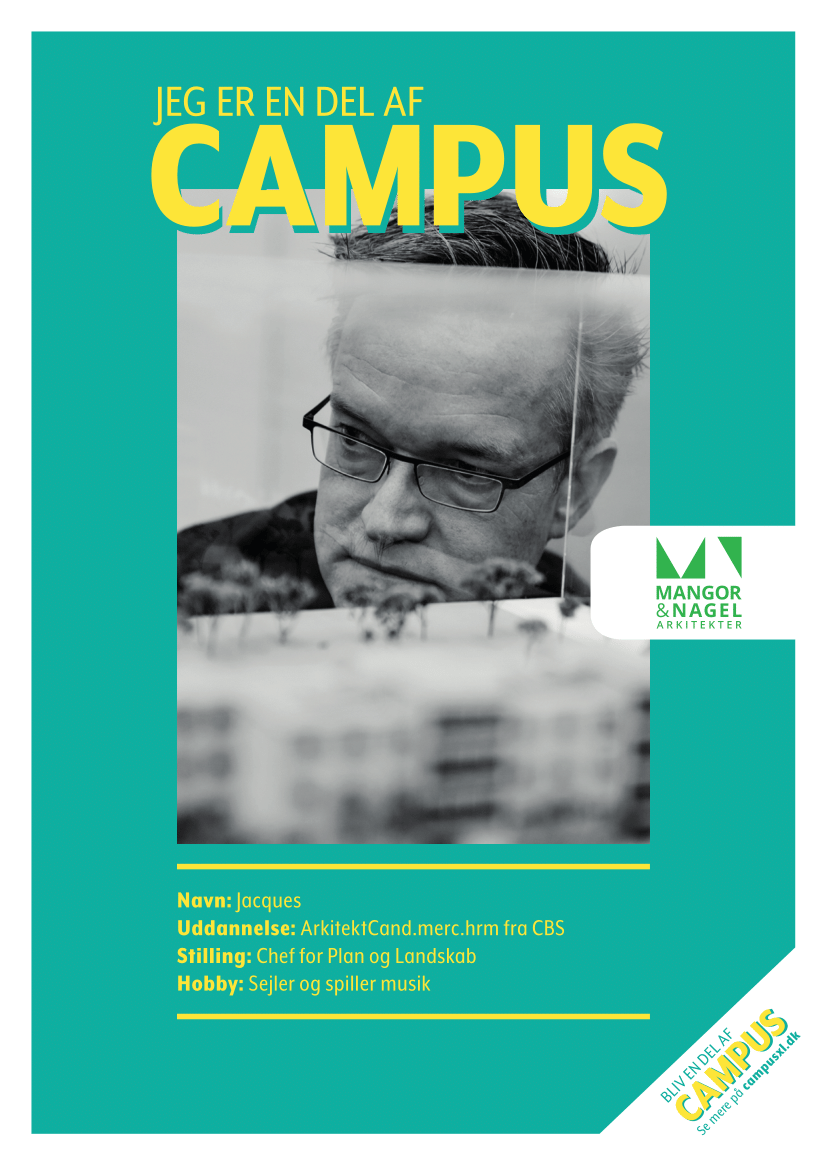 JEG ER EN DEL AF
CAMPUS
MANGOR
&NAGEL
ARKITEKTER
Navn: Jacques
Uddannelse: ArkitektCand.merc.hrm fra CBS
Stilling: Chef for Plan og Landskab
Hobby: Sejler og spiller musik
BLIV EN DEL AF
CAMPUS
Se mere på campusxl.dk